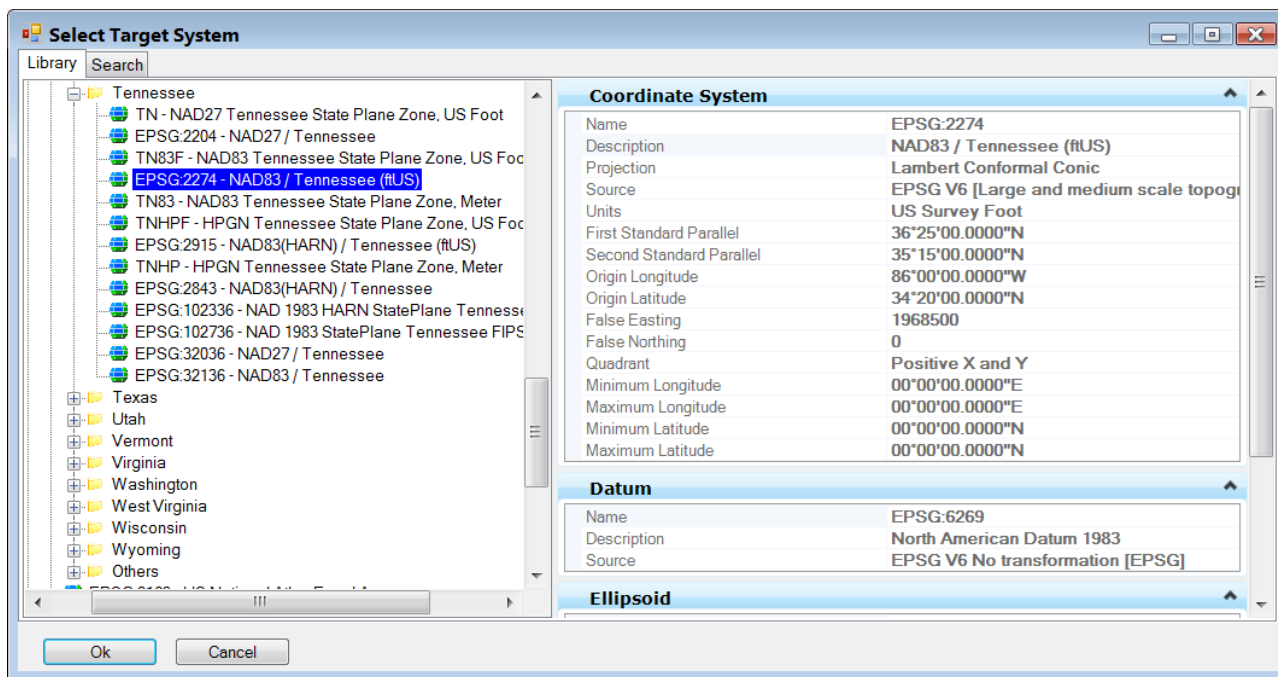 Select Target System
Library Search
Tennessee
TN - NAD27 Tennessee State Plane Zone, US Foot
EPSG:2204 - NAD27 / Tennessee
TN83F - NAD83 Tennessee State Plane Zone, US Foo
EPSG:2274 - NAD83 / Tennessee (ftUS)
TN83 - NAD83 Tennessee State Plane Zone, Meter
TNHPF - HPGN Tennessee State Plane Zone, US Foo
EPSG:2915 - NAD83(HARN) / Tennessee (ftUS)
TNHP - HPGN Tennessee State Plane Zone, Meter
EPSG:2843 - NAD83(HARN) / Tennessee
EPSG:102336 - NAD 1983 HARN StatePlane Tenness
EPSG:102736 - NAD 1983 StatePlane Tennessee FIPS
EPSG:32036 - NAD27 / Tennessee
EPSG:32136 - NAD83 / Tennessee
Texas
Utah
Vermont
Virginia
Washington
West Virginia
Wisconsin
Wyoming
Others
Coordinate System
Name EPSG:2274
Description NAD83 / Tennessee (ftUS)
Projection Lambert Conformal Conic
Source EPSG V6 [Large and medium scale topogr
Units US Survey Foot
First Standard Parallel 36°25'00.0000"N
Second Standard Parallel 35°15'00.0000"N
Origin Longitude 86°00'00.0000"W
Origin Latitude 34°20'00.0000"N
False Easting 1968500
False Northing 0
Quadrant Positive X and Y
Minimum Longitude 00°00'00.0000"E
Maximum Longitude 00°00'00.0000"E
Minimum Latitude 00°00'00.0000"N
Maximum Latitude 00°00'00.0000"N
Datum
Name EPSG:6269
Description North American Datum 1983
Source EPSG V6 No transformation [EPSG]
Ellipsoid
Ok Cancel